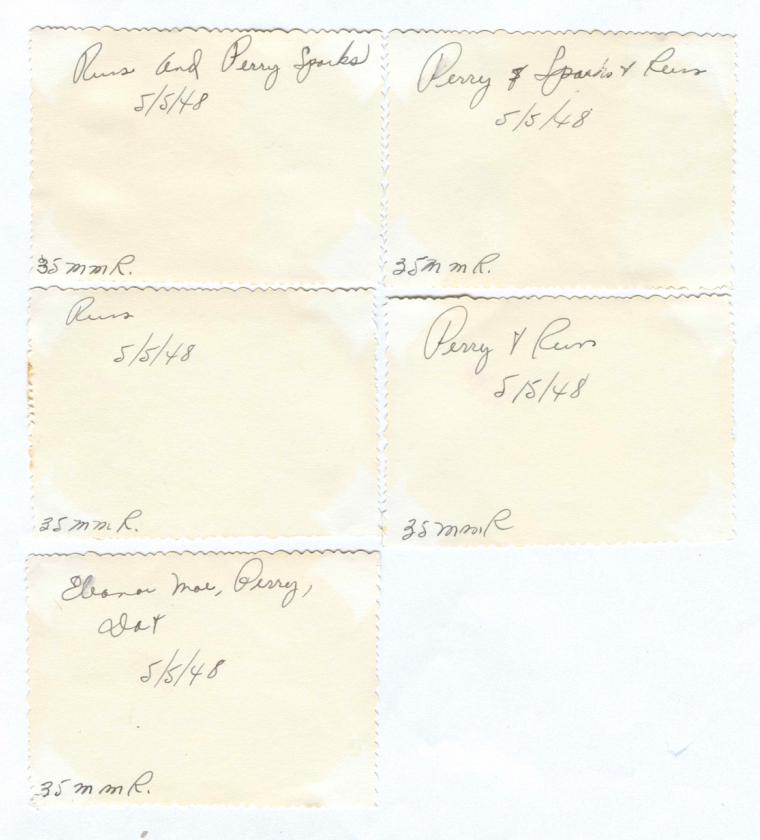 Russ and Perry Sparks
5/5/48
35mmR.
Perry & Sparks & Russ
5/5/48
35mmR.
Russ
5/5/48
35mmR.
Perry & Russ
5/5/48
35mmR
Eleanor Mae, Perry,
Dot
5/5/48
35mmR.